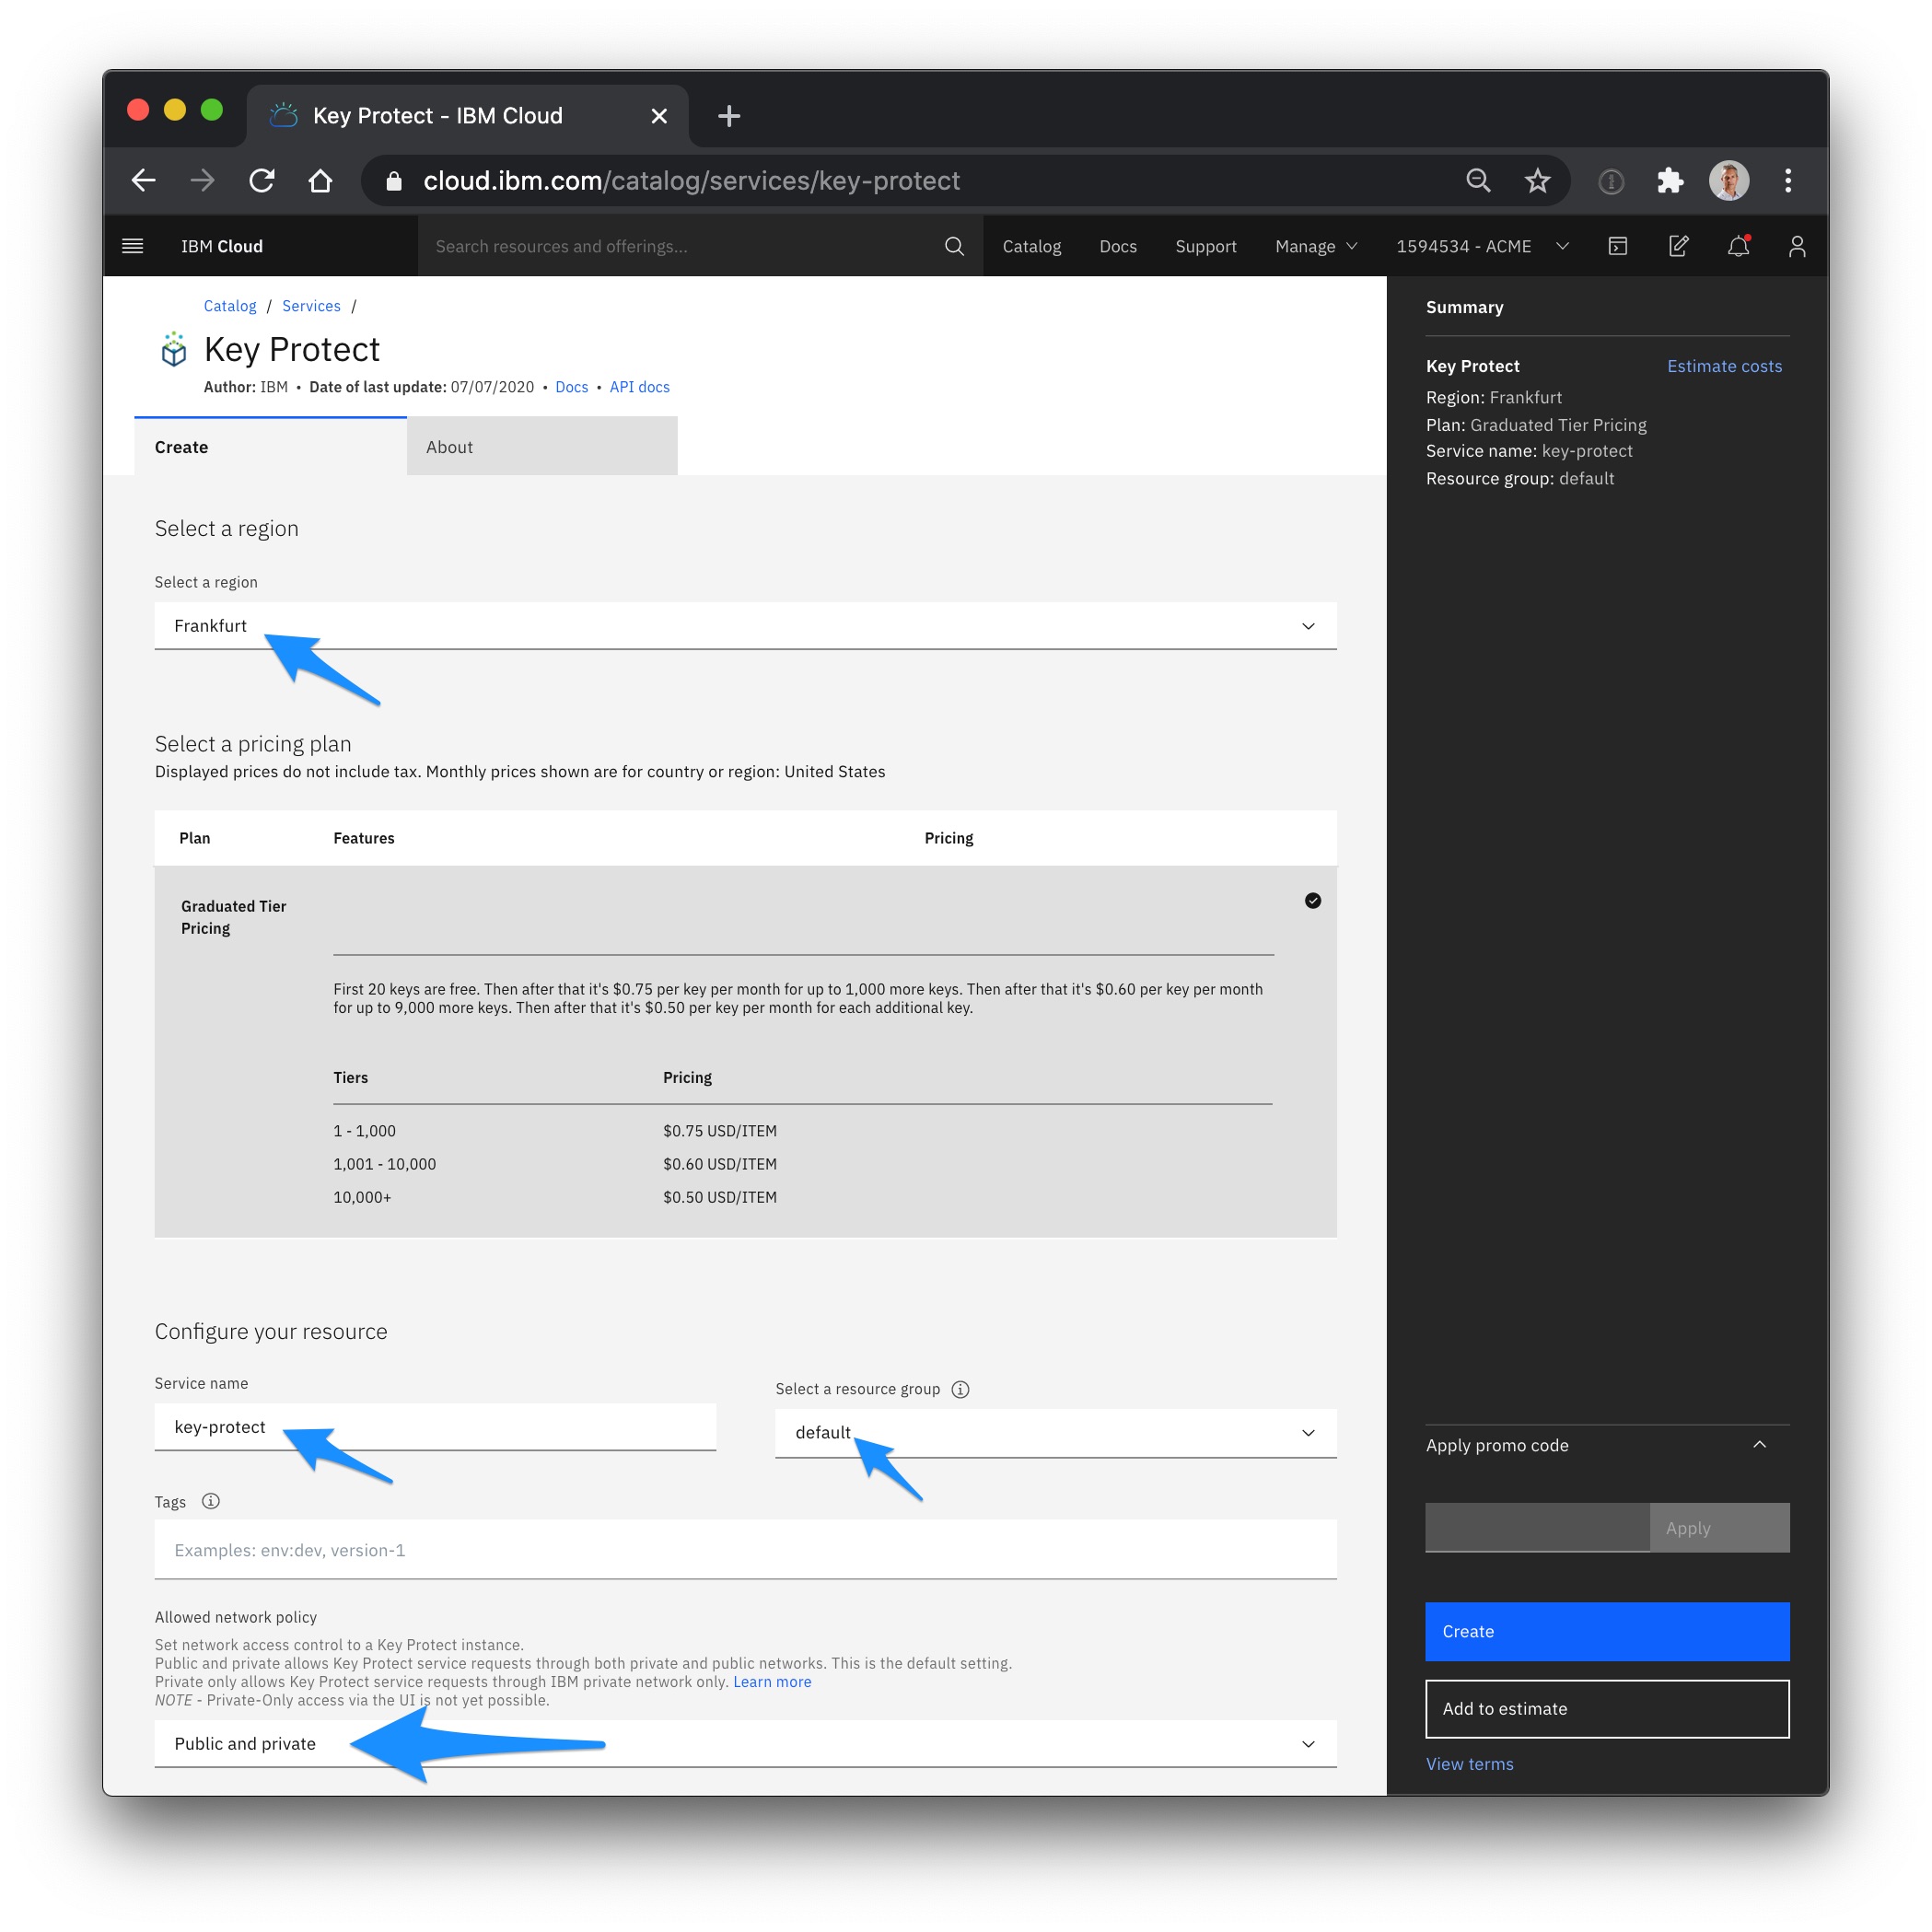 Key Protect - IBM Cloud
cloud.ibm.com/catalog/services/key-protect
IBM Cloud
Search resources and offerings...
Catalog
Docs
Support
Manage
1594534 - ACME
Catalog / Services /
Key Protect
Author: IBM • Date of last update: 07/07/2020 • Docs • API docs
Create
About
Select a region
Select a region
Frankfurt
Select a pricing plan
Displayed prices do not include tax. Monthly prices shown are for country or region: United States
Plan Features Pricing
Graduated Tier
Pricing
First 20 keys are free. Then after that it's $0.75 per key per month for up to 1,000 more keys. Then after that it's $0.60 per key per month
for up to 9,000 more keys. Then after that it's $0.50 per key per month for each additional key.
Tiers Pricing
1 - 1,000 $0.75 USD/ITEM
1,001 - 10,000 $0.60 USD/ITEM
10,000+ $0.50 USD/ITEM
Configure your resource
Service name
key-protect
Select a resource group
default
Tags
Examples: env:dev, version-1
Allowed network policy
Set network access control to a Key Protect instance.
Public and private allows Key Protect service requests through both private and public networks. This is the default setting.
Private only allows Key Protect service requests through IBM private network only. Learn more
NOTE - Private-Only access via the UI is not yet possible.
Public and private
Summary
Key Protect
Estimate costs
Region: Frankfurt
Plan: Graduated Tier Pricing
Service name: key-protect
Resource group: default
Apply promo code
Apply
Create
Add to estimate
View terms